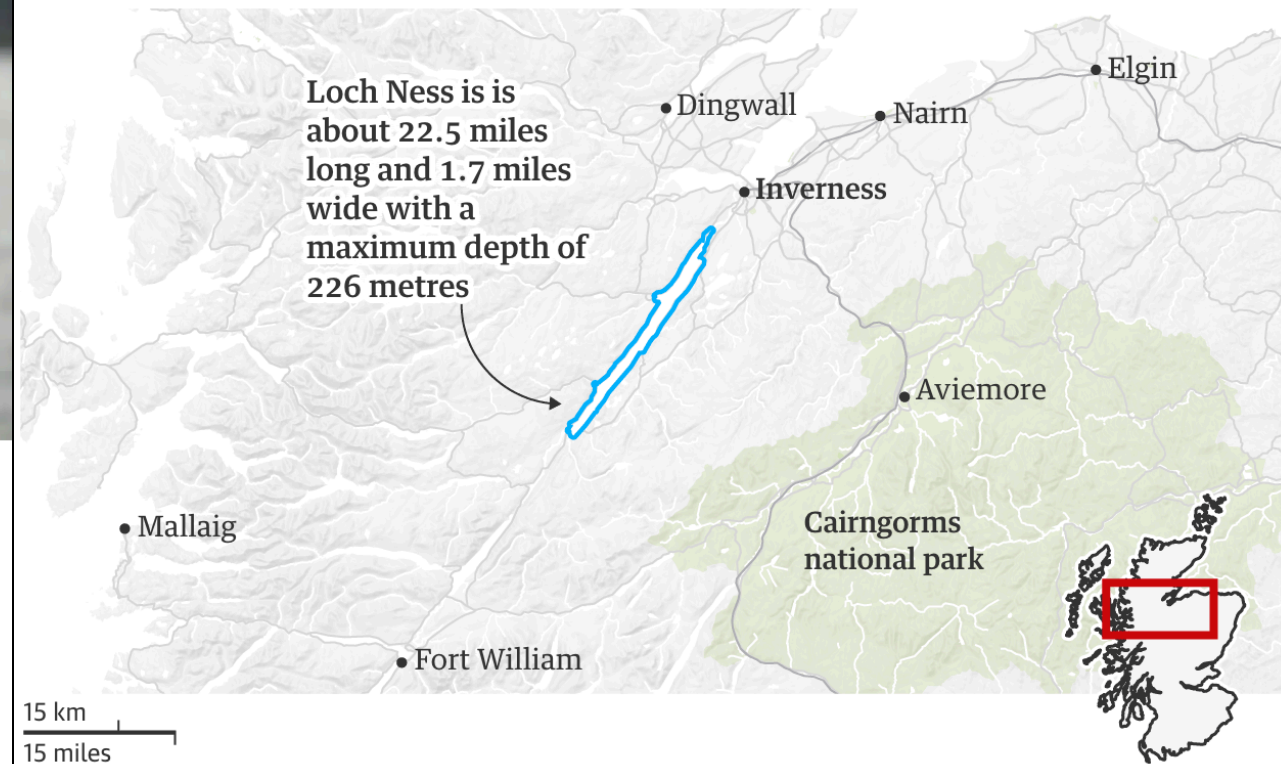 Loch Ness is is
about 22.5 miles
long and 1.7 miles
wide with a
maximum depth of
226 metres
Elgin
Dingwall
Nairn
Inverness
Aviemore
Cairngorms
national park
Mallaig
Fort William
15 km
15 miles